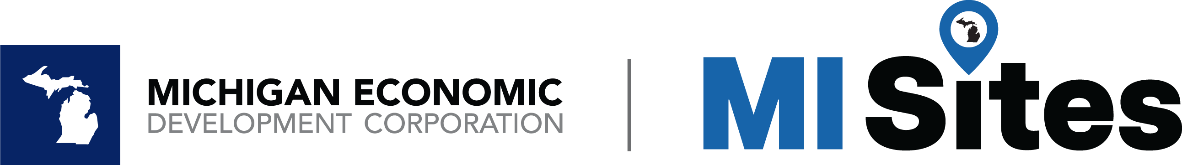 MICHIGAN ECONOMIC
DEVELOPMENT CORPORATION
MI Sites